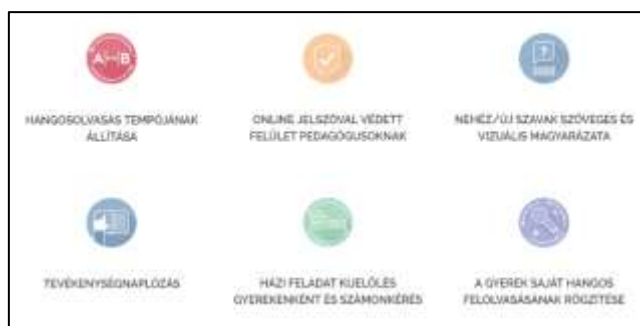 A B
HANGOSOLVASÁS TEMPÓJÁNAK
ÁLLÍTÁSA
ONLINE JELSZÓVAL VÉDETT
FELÜLET PEDAGÓGUSOKNAK
NEHÉZ/ÚJ SZAVAK SZÖVEGES ÉS
VIZUÁLIS MAGYARÁZATA
TEVÉKENYSÉGNAPLÓZÁS
HÁZI FELADAT KIJELÖLÉS
GYEREKENKÉNT ÉS SZÁMONKÉRÉS
A GYEREK SAJÁT HANGOS
FELOLVASÁSÁNAK RÖGZÍTÉSE